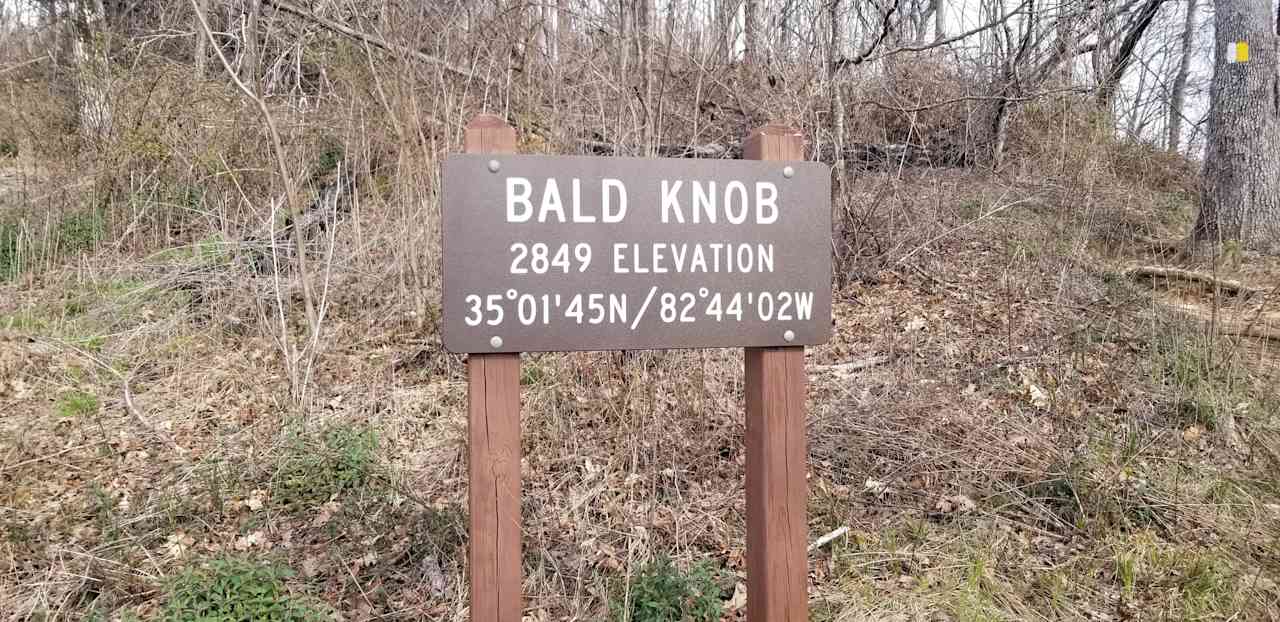 BALD KNOB
2849 ELEVATION
35°01'45N/82°44'02W